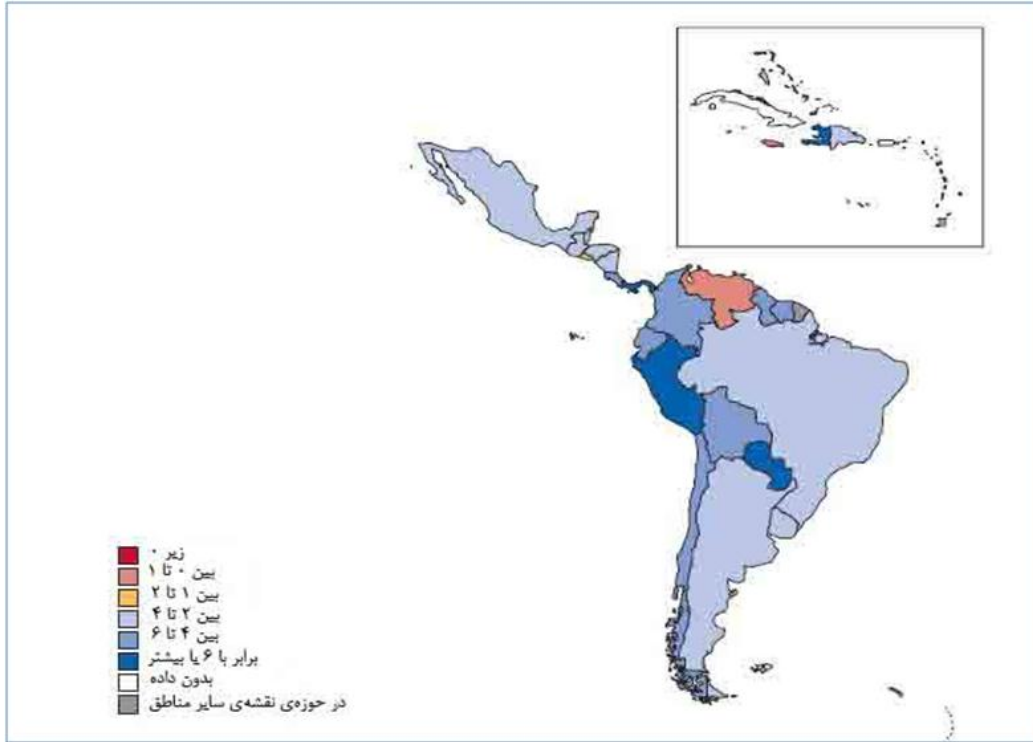 زیر ۰
بین ۰ تا ۱
بین ۱ تا ۲
بین ۲ تا ۴
بین ۴ تا ۶
برابر با ۶ یا بیشتر
بدون داده
در حوزه‌ی نقشه‌ی سایر مناطق